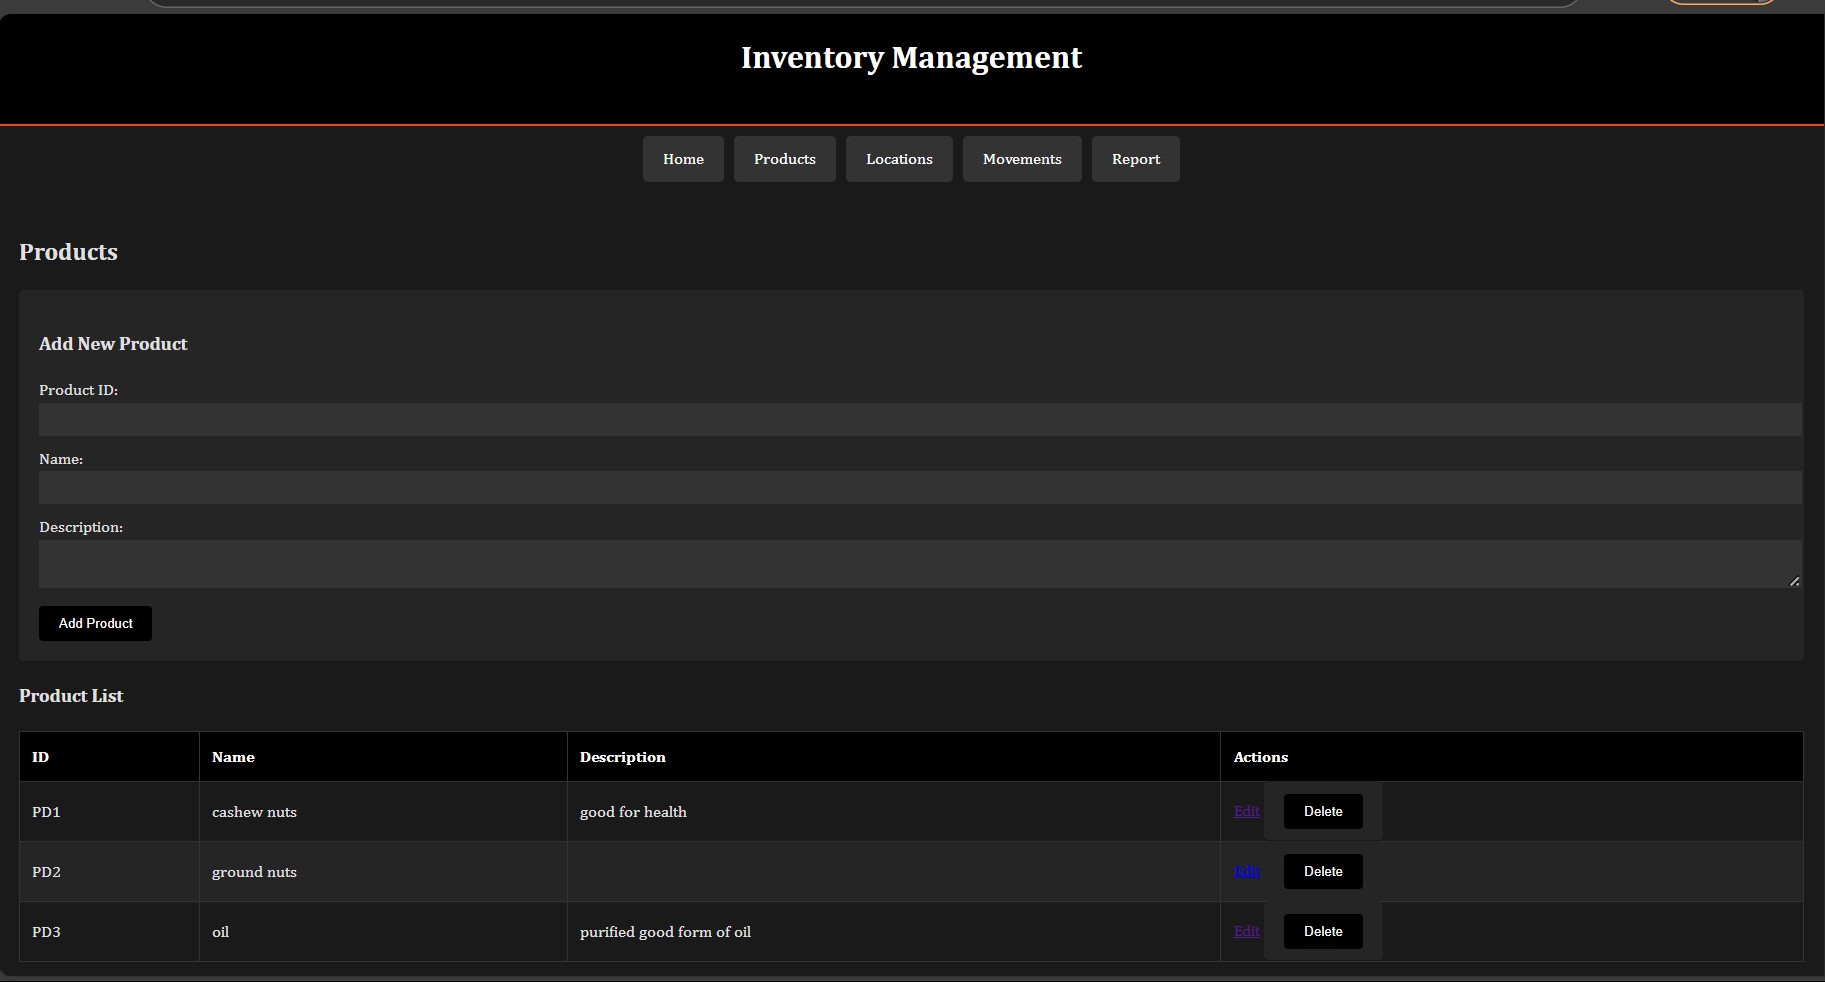 Inventory Management
Home Products Locations Movements Report
Products
Add New Product
Product ID:
Name:
Description:
Add Product
Product List
ID Name Description Actions
PD1 cashew nuts good for health Edit Delete
PD2 ground nuts Edit Delete
PD3 oil purified good form of oil Edit Delete